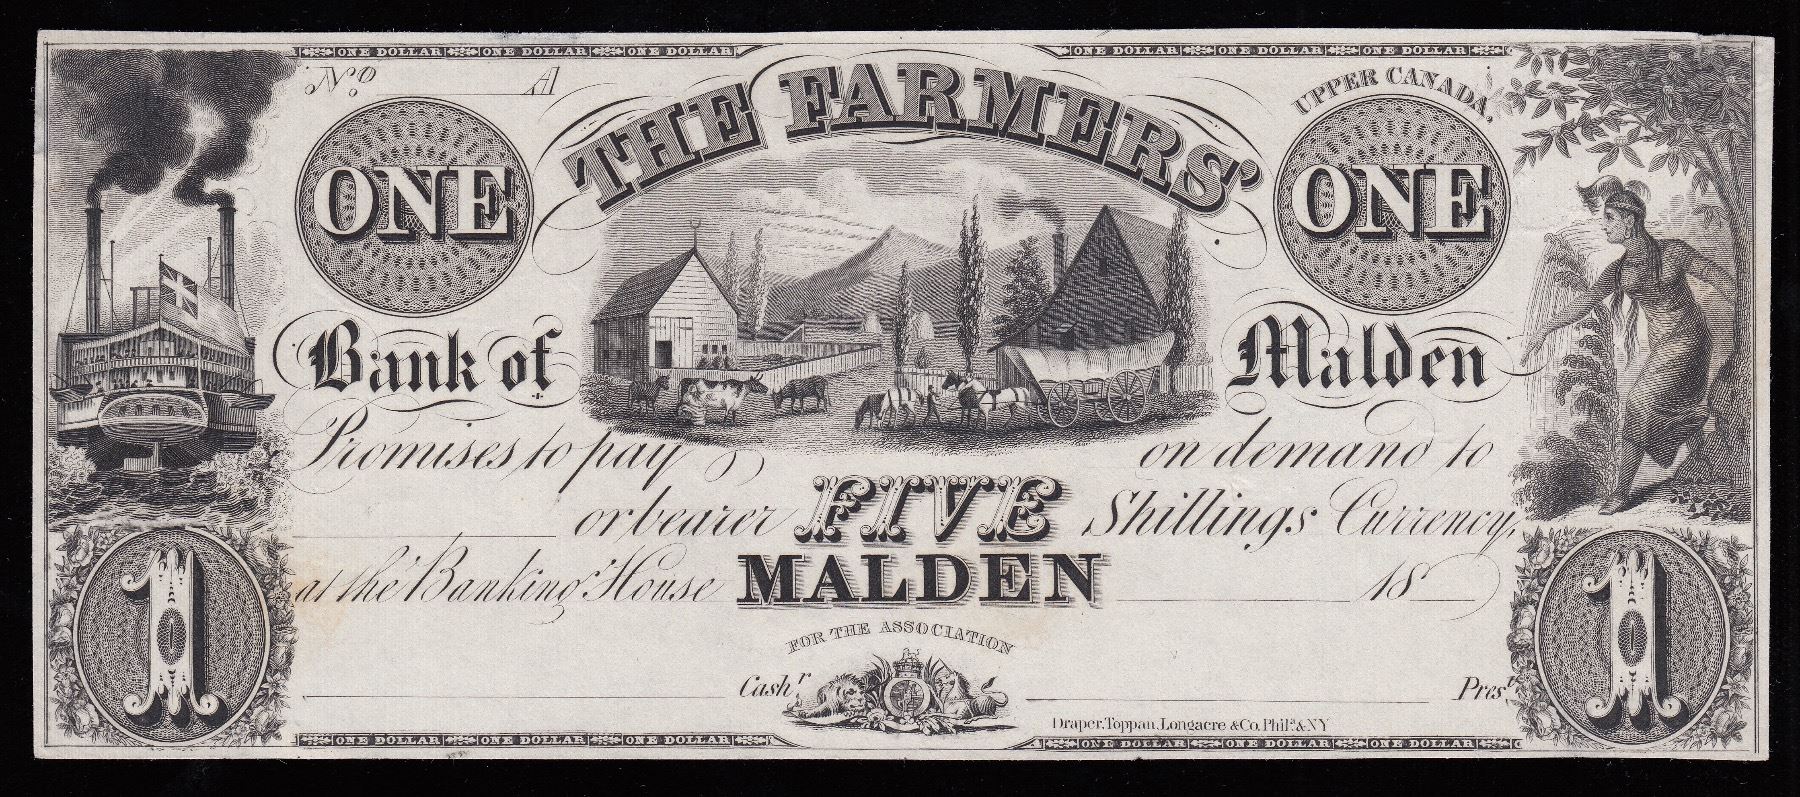 ONE DOLLAR ONE DOLLAR ONE DOLLAR ONE DOLLAR ONE DOLLAR ONE DOLLAR
No. A
THE FARMERS'
UPPER CANADA,
ONE ONE
Bank of Malden
Promises to pay on demand to
or bearer FIVE Shillings Currency,
at the Banking House MALDEN 18
FOR THE ASSOCIATION
Cashr. Prest.
1 1
Draper, Toppan, Longacre & Co. Phila. & N.Y
ONE DOLLAR ONE DOLLAR ONE DOLLAR ONE DOLLAR ONE DOLLAR ONE DOLLAR